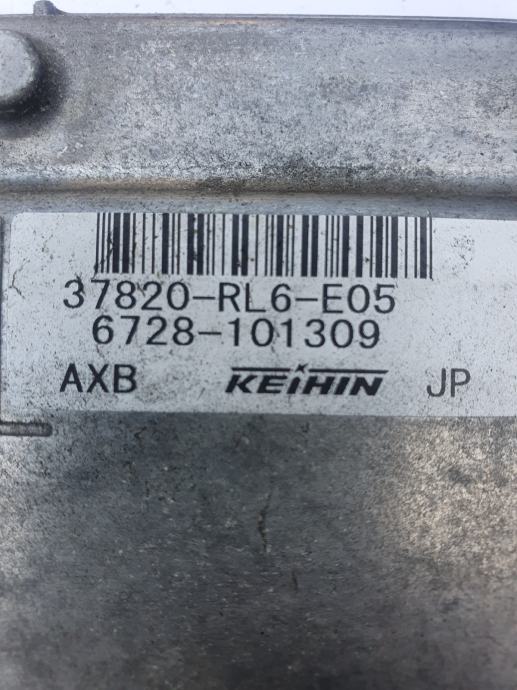 37820-RL6-E05
6728-101309
AXB KEIHIN JP